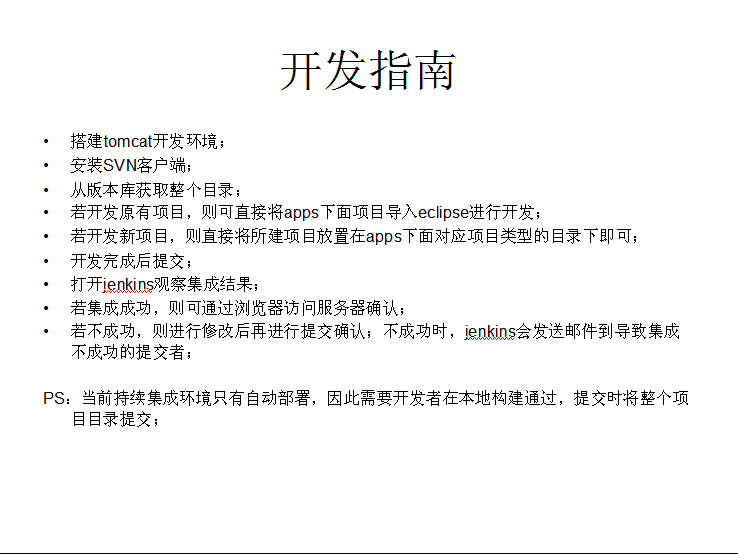 开发指南
• 搭建tomcat开发环境；
• 安装SVN客户端；
• 从版本库获取整个目录；
• 若开发原有项目，则可直接将apps下面项目导入eclipse进行开发；
• 若开发新项目，则直接将所建项目放置在apps下面对应项目类型的目录下即可；
• 开发完成后提交；
• 打开jenkins观察集成结果；
• 若集成成功，则可通过浏览器访问服务器确认；
• 若不成功，则进行修改后再进行提交确认；不成功时，jenkins会发送邮件到导致集成
不成功的提交者；
PS：当前持续集成环境只有自动部署，因此需要开发者在本地构建通过，提交时将整个项
目目录提交；